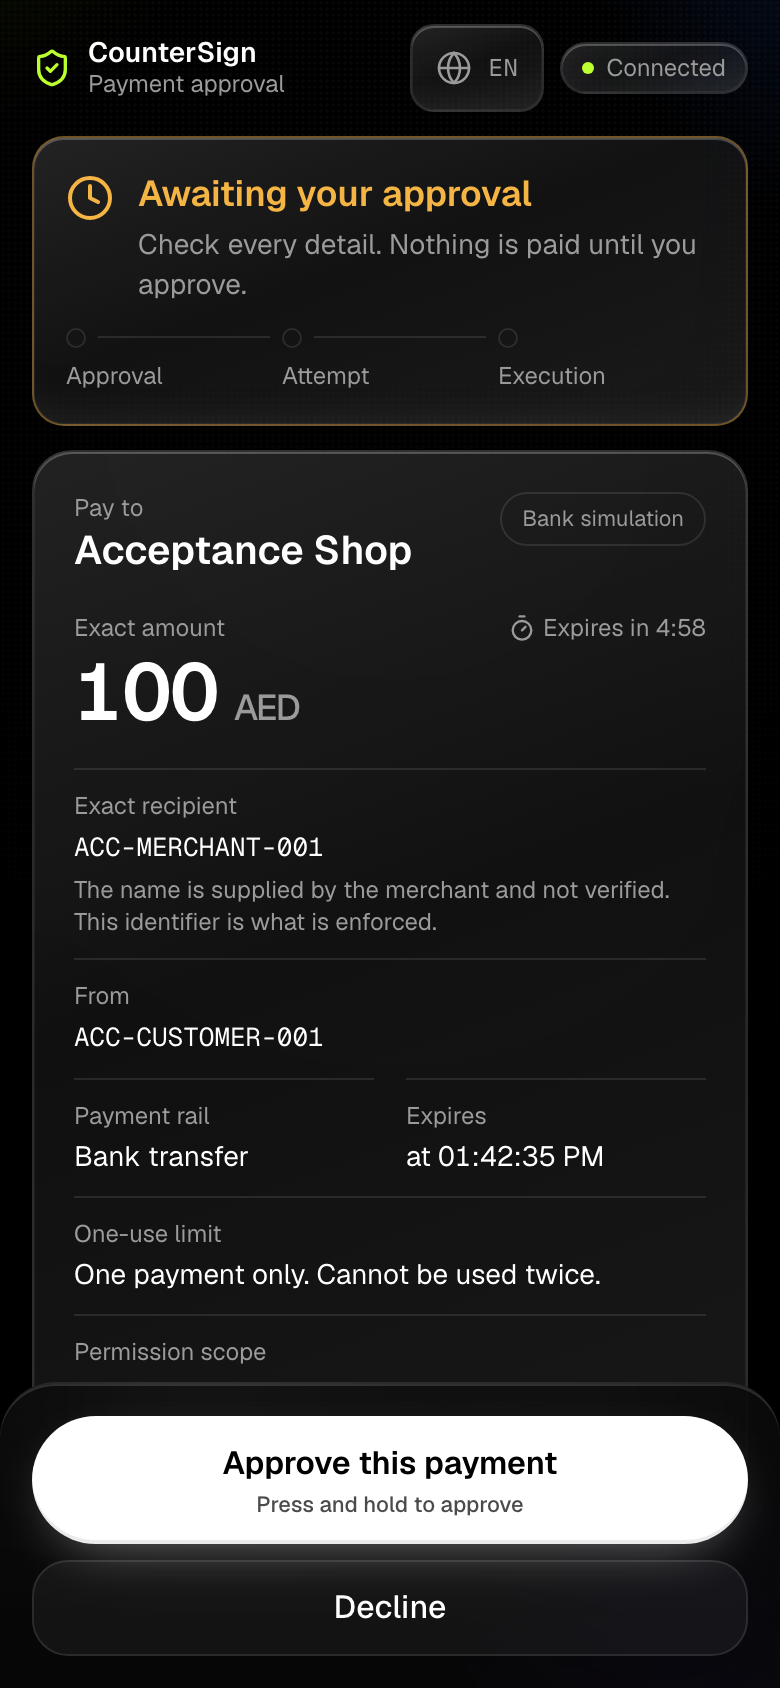 CounterSign
Payment approval
EN
Connected
Awaiting your approval
Check every detail. Nothing is paid until you
approve.
Approval
Attempt
Execution
Pay to
Bank simulation
Acceptance Shop
Exact amount
Expires in 4:58
100 AED
Exact recipient
ACC-MERCHANT-001
The name is supplied by the merchant and not verified.
This identifier is what is enforced.
From
ACC-CUSTOMER-001
Payment rail
Expires
Bank transfer
at 01:42:35 PM
One-use limit
One payment only. Cannot be used twice.
Permission scope
Approve this payment
Press and hold to approve
Decline